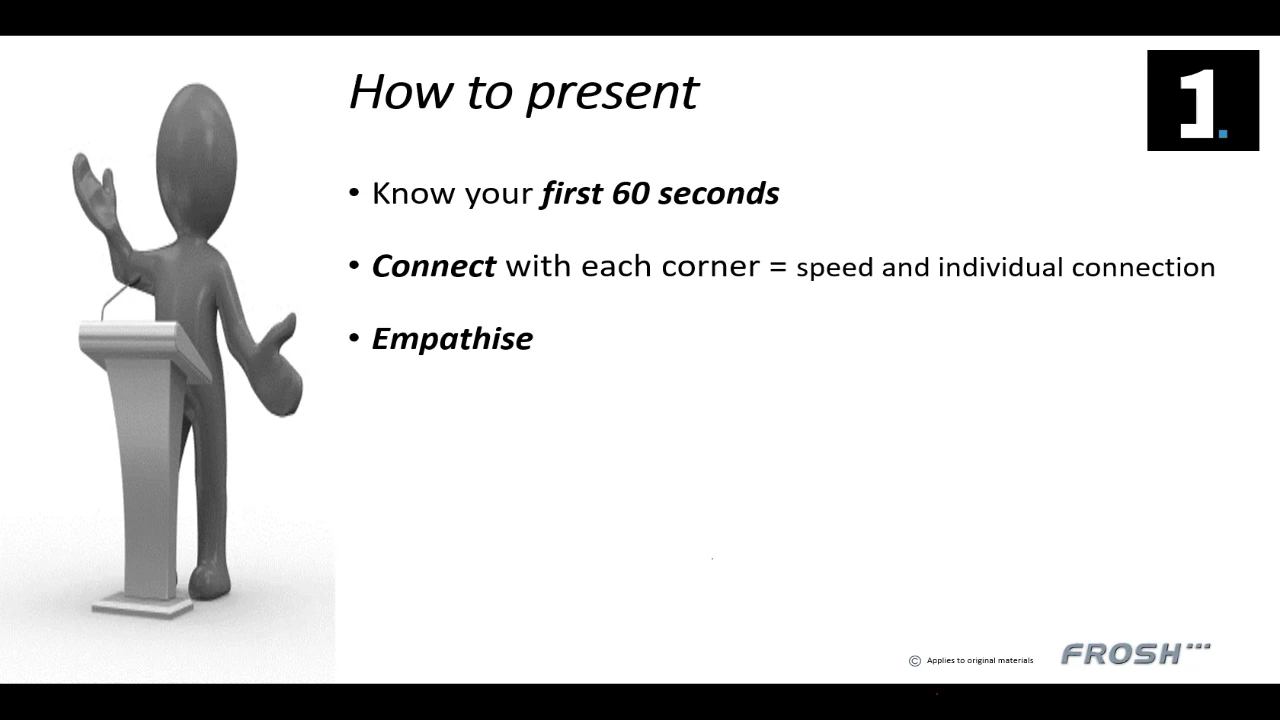 How to present
1.
• Know your first 60 seconds
• Connect with each corner = speed and individual connection
• Empathise
© Applies to original materials
FROSH